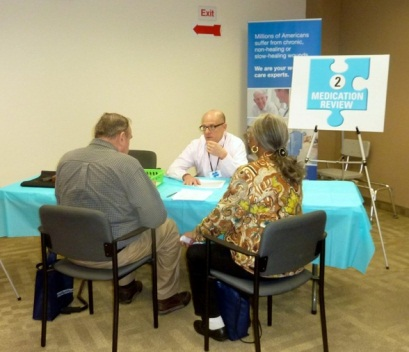 Exit
Millions of Americans
suffer from chronic,
non-healing or
slow-healing wounds.
We are your
care experts.
2
MEDICATION
REVIEW